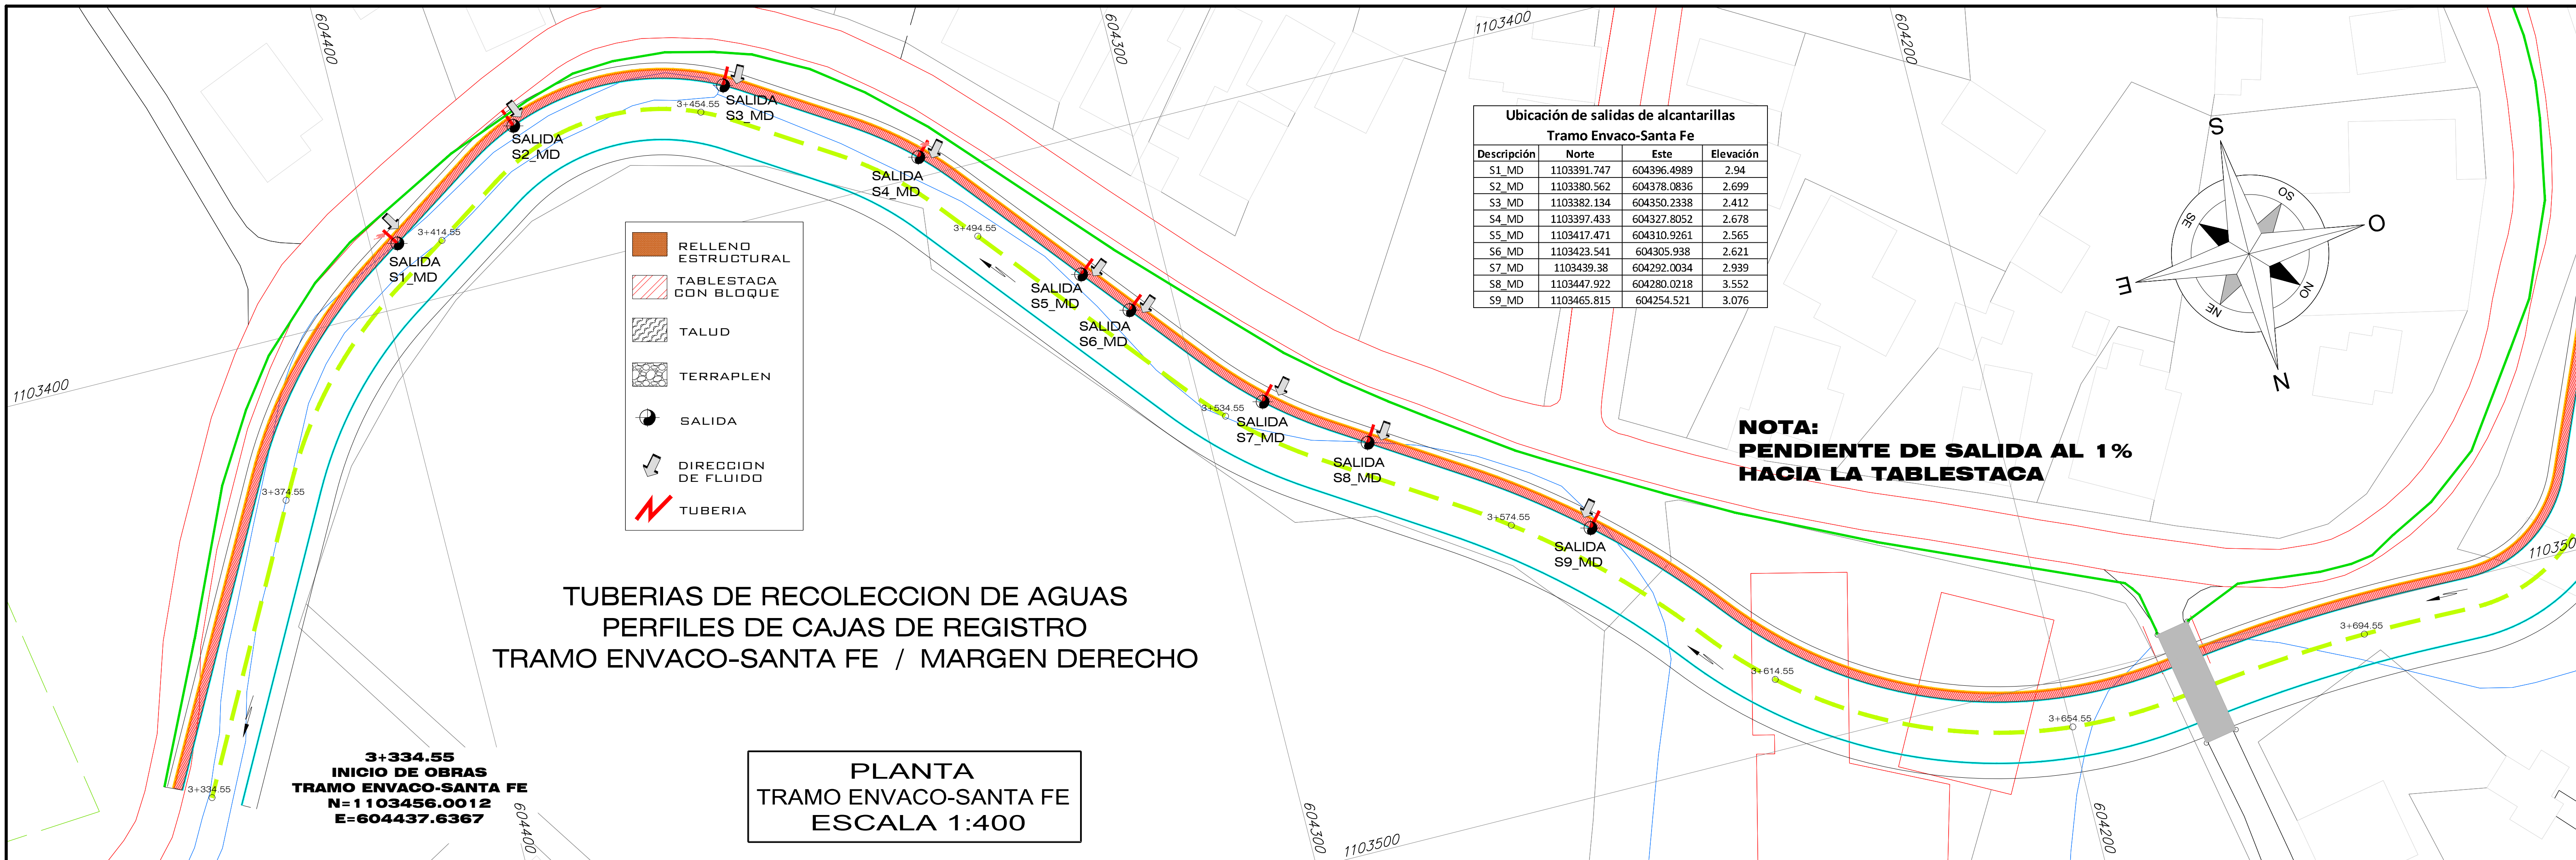 604400
604300
1103400
604200
SALIDA
S3_MD
3+454.55
SALIDA
S2_MD
SALIDA
S4_MD
3+414.55
SALIDA
S1_MD
3+494.55
SALIDA
S5_MD
SALIDA
S6_MD
3+534.55
SALIDA
S7_MD
SALIDA
S8_MD
3+574.55
SALIDA
S9_MD
1103400
3+374.55
RELLENO
ESTRUCTURAL
TABLESTACA
CON BLOQUE
TALUD
TERRAPLEN
SALIDA
DIRECCION
DE FLUIDO
TUBERIA
Ubicación de salidas de alcantarillas
Tramo Envaco-Santa Fe
Descripción Norte Este Elevación
S1_MD 1103391.747 604396.4989 2.94
S2_MD 1103380.562 604378.0836 2.699
S3_MD 1103382.134 604350.2338 2.412
S4_MD 1103397.433 604327.8052 2.678
S5_MD 1103417.471 604310.9261 2.565
S6_MD 1103423.541 604305.938 2.621
S7_MD 1103439.38 604292.0034 2.939
S8_MD 1103447.922 604280.0218 3.552
S9_MD 1103465.815 604254.521 3.076
S
SO
O
SE
E
NO
NE
N
NOTA:
PENDIENTE DE SALIDA AL 1%
HACIA LA TABLESTACA
TUBERIAS DE RECOLECCION DE AGUAS
PERFILES DE CAJAS DE REGISTRO
TRAMO ENVACO-SANTA FE / MARGEN DERECHO
110350
3+694.55
3+614.55
3+654.55
3+334.55
INICIO DE OBRAS
TRAMO ENVACO-SANTA FE
N=1103456.0012
E=604437.6367
3+334.55
PLANTA
TRAMO ENVACO-SANTA FE
ESCALA 1:400
604400
604300
1103500
604200